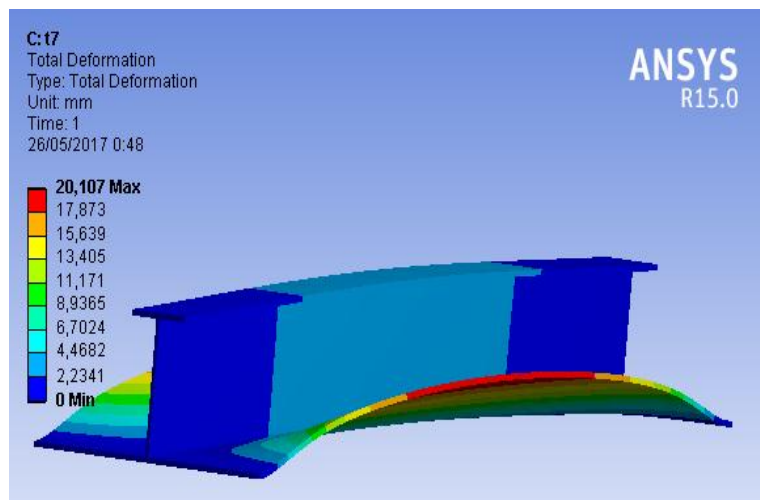 C: t7
Total Deformation
Type: Total Deformation
Unit: mm
Time: 1
26/05/2017 0:48
ANSYS
R15.0
20,107 Max
17,873
15,639
13,405
11,171
8,9365
6,7024
4,4682
2,2341
0 Min